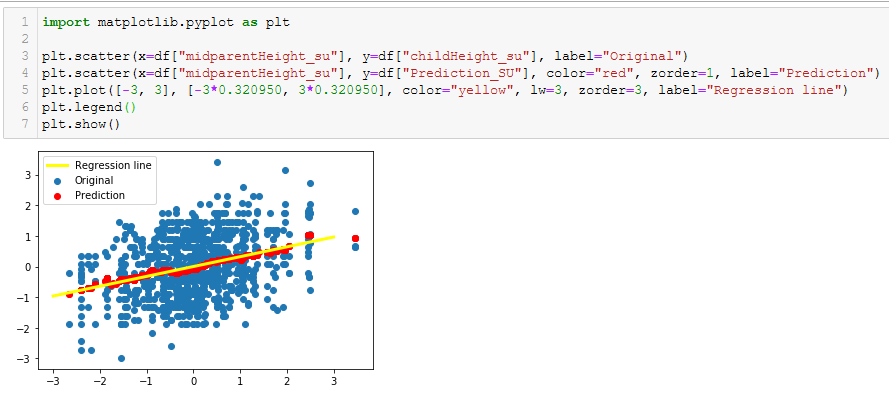 1 import matplotlib.pyplot as plt
2
3 plt.scatter(x=df["midparentHeight_su"], y=df["childHeight_su"], label="Original")
4 plt.scatter(x=df["midparentHeight_su"], y=df["Prediction_SU"], color="red", zorder=1, label="Prediction")
5 plt.plot([-3, 3], [-3*0.320950, 3*0.320950], color="yellow", lw=3, zorder=3, label="Regression line")
6 plt.legend()
7 plt.show()
Regression line
Original
Prediction
3
2
1
0
−1
−2
−3
−3 −2 −1 0 1 2 3